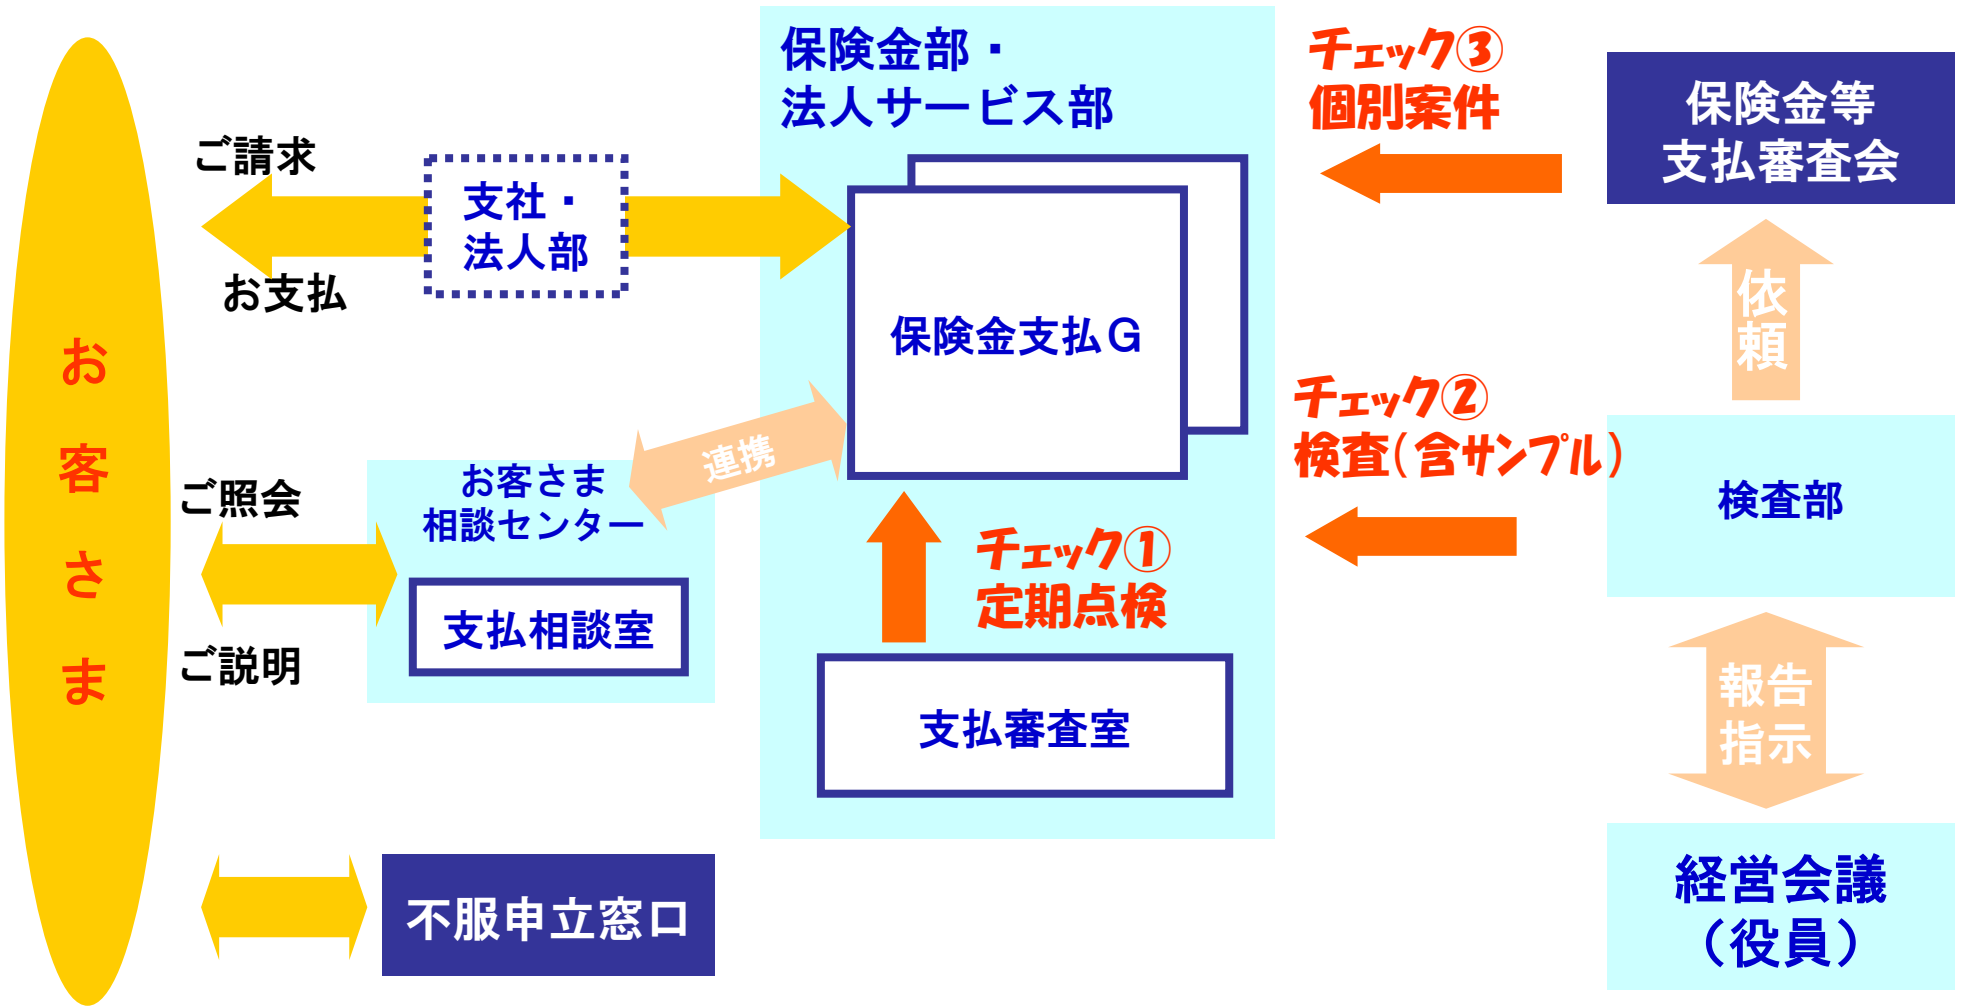 お客さま
ご請求
お支払
支社・
法人部
保険金部・
法人サービス部
保険金支払G
チェック③
個別案件
保険金等
支払審査会
依頼
チェック②
検査(含サンプル)
検査部
連携
ご照会
ご説明
お客さま
相談センター
支払相談室
チェック①
定期点検
支払審査室
報告
指示
不服申立窓口
経営会議
(役員)